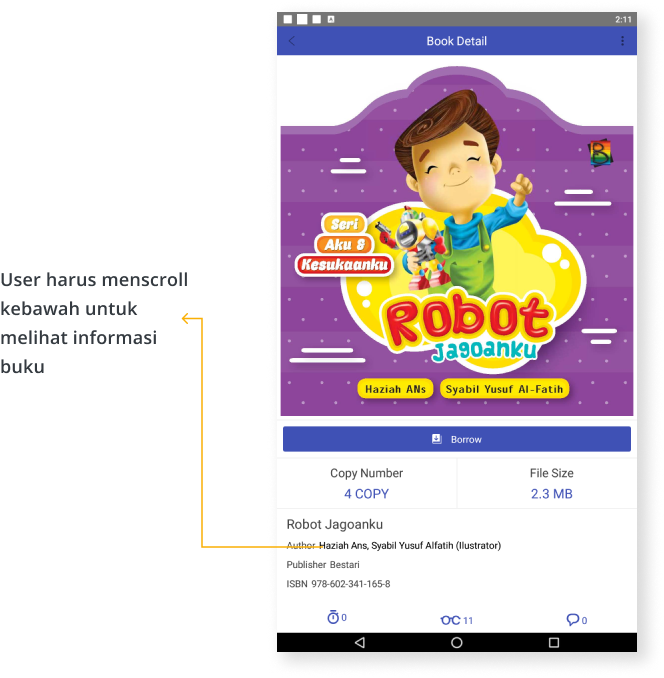 User harus menscroll
kebawah untuk
melihat informasi
buku
A
2:11
Book Detail
B
Seri
Aku &
Kesukaanku
Robot
Jagoanku
Haziah ANs
Syabil Yusuf Al-Fatih
Borrow
Copy Number
File Size
4 COPY
2.3 MB
Robot Jagoanku
Author Haziah Ans, Syabil Yusuf Alfatih (Ilustrator)
Publisher Bestari
ISBN 978-602-341-165-8
0
11
0